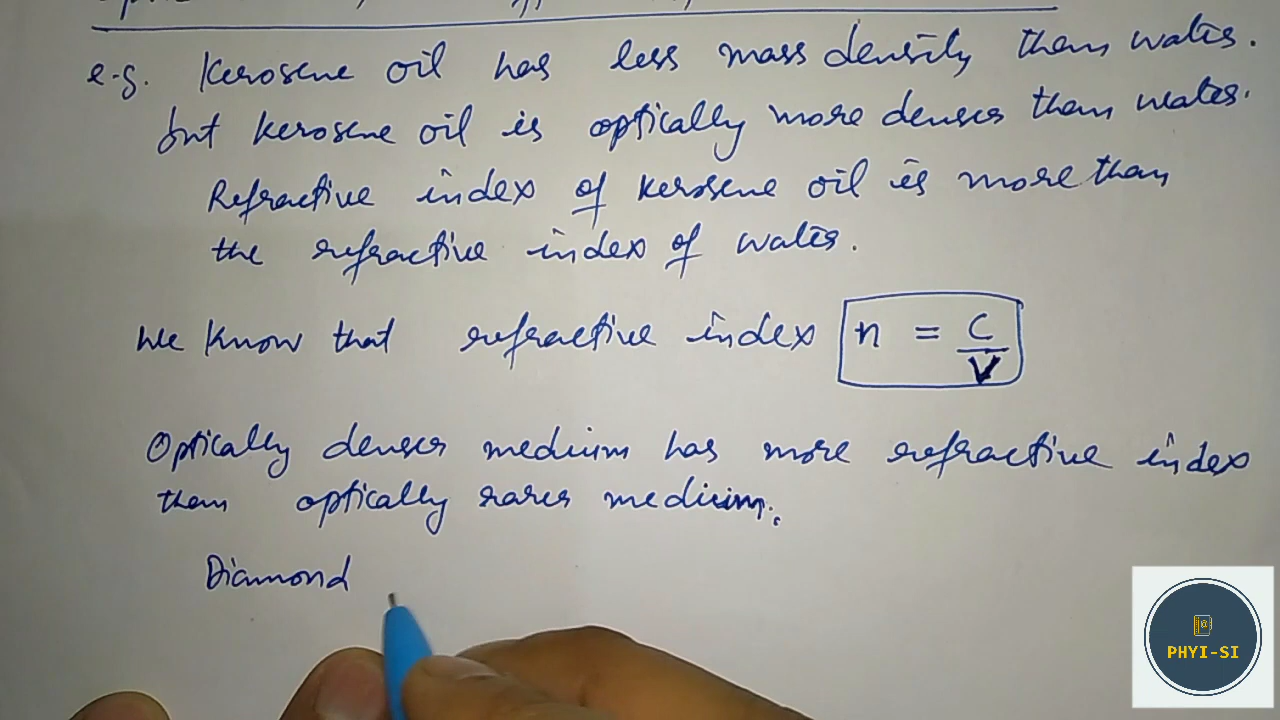 e.g. Kerosene oil has less mass density than water.
but kerosene oil is optically more denser than water.
Refractive index of kerosene oil is more than
the refractive index of water.
We know that refractive index n = C/V
Optically denser medium has more refractive index
than optically rarer medium.
Diamond
PHYI-SI